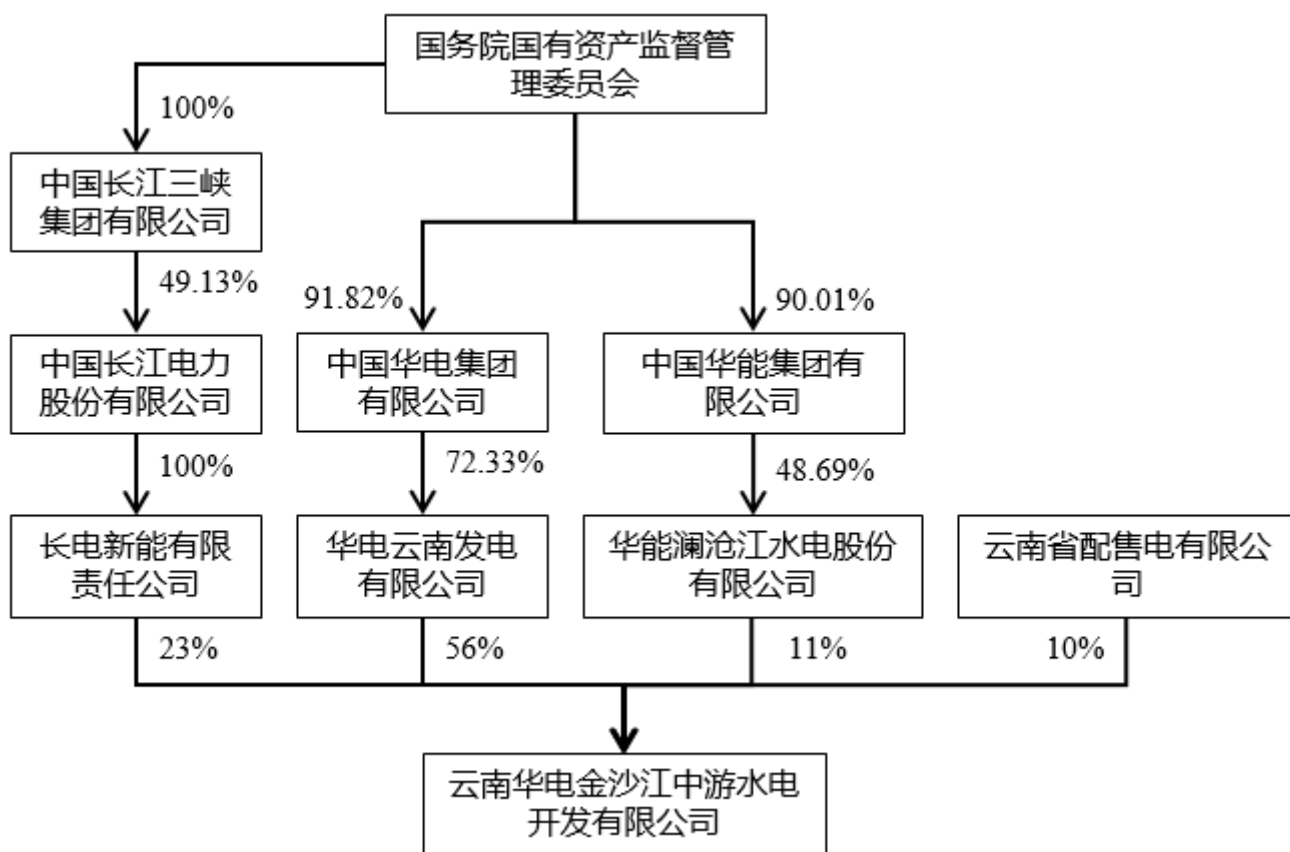 国务院国有资产监督管
理委员会
100%
中国长江三峡
集团有限公司
49.13%
91.82%
90.01%
中国长江电力
股份有限公司
中国华电集团
有限公司
中国华能集团有
限公司
100%
72.33%
48.69%
长电新能有限
责任公司
华电云南发电
有限公司
华能澜沧江水电股份
有限公司
云南省配售电有限公
司
23%
56%
11%
10%
云南华电金沙江中游水电
开发有限公司